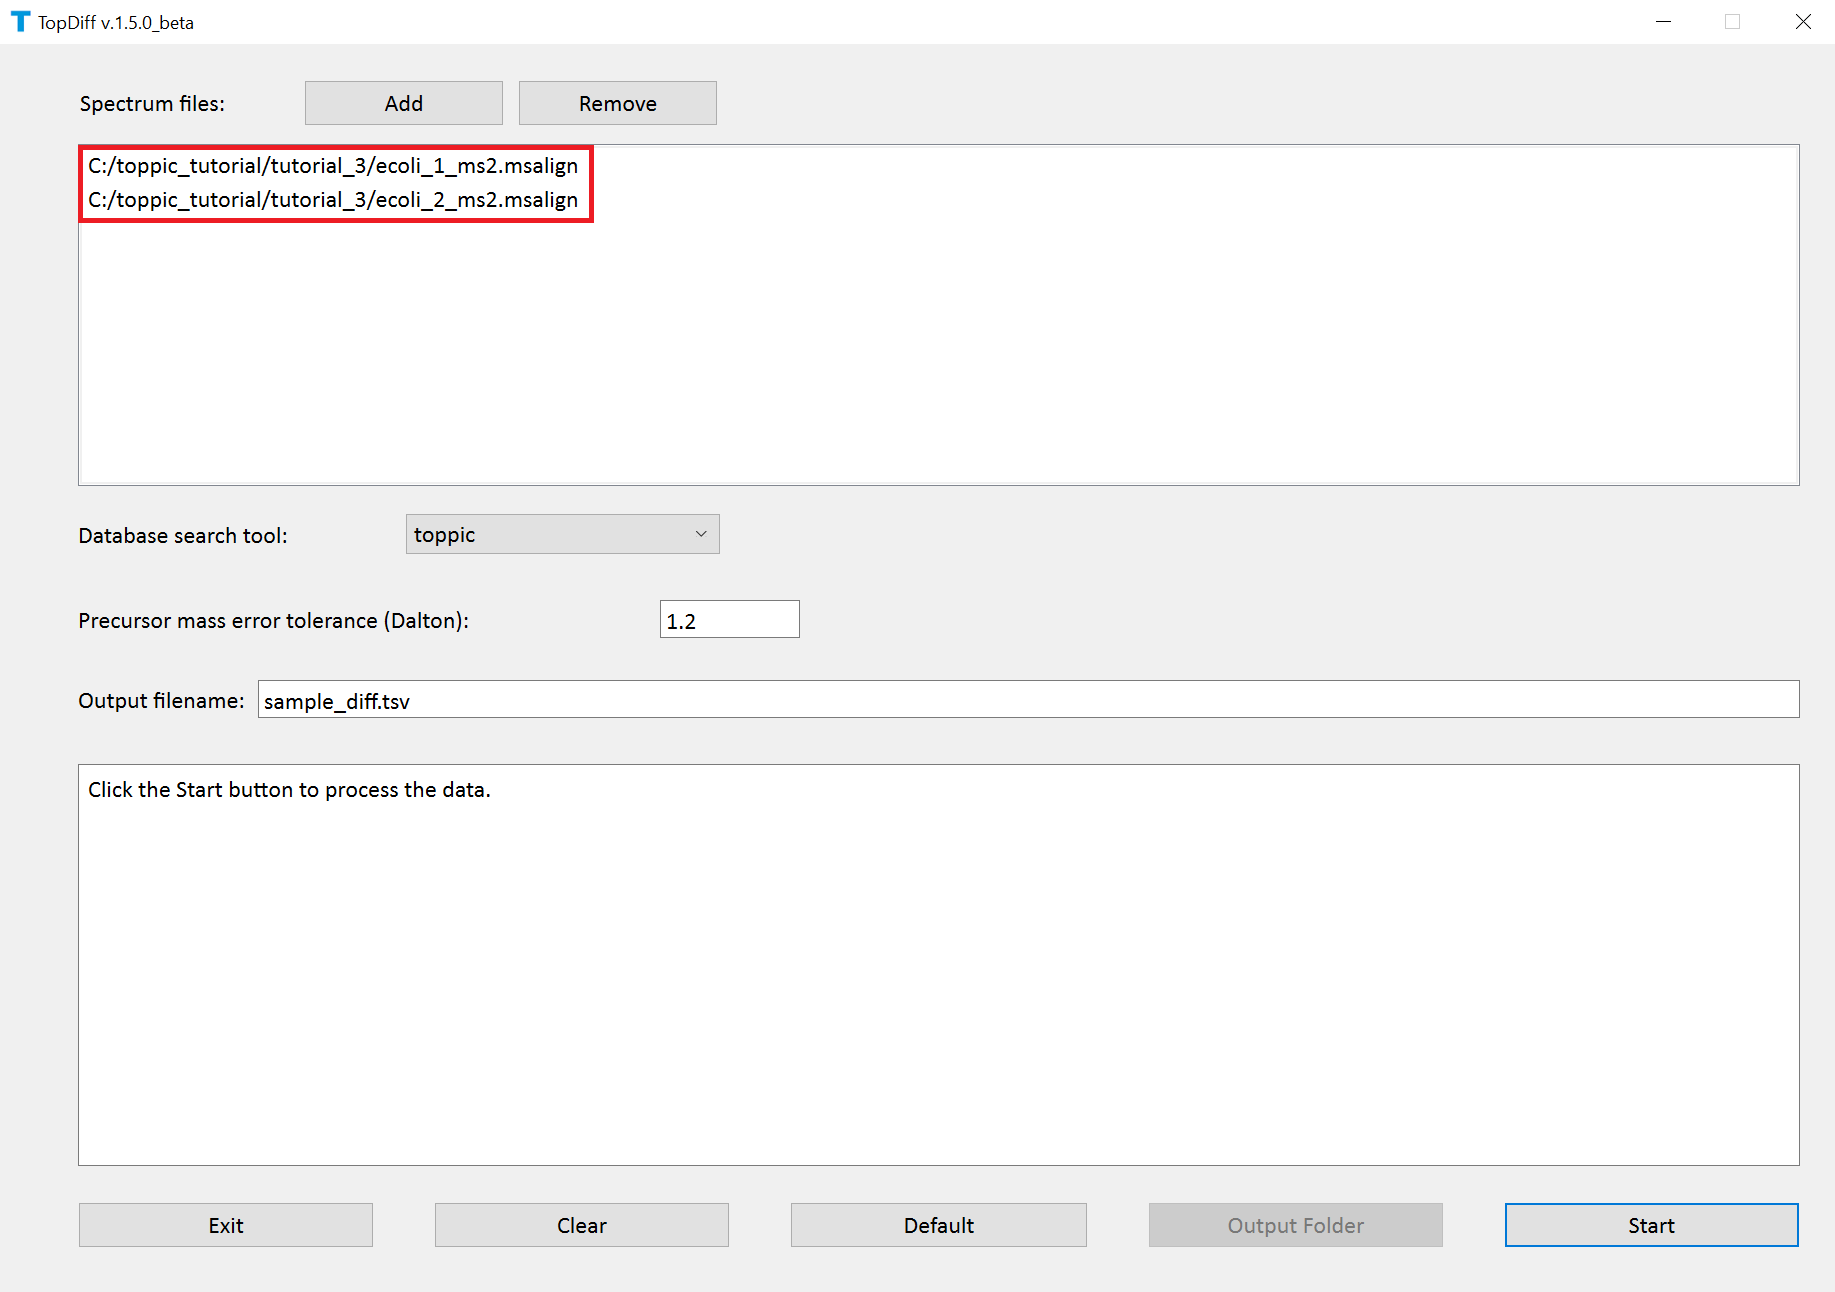 TopDiff v.1.5.0_beta
Spectrum files: Add Remove
C:/toppic_tutorial/tutorial_3/ecoli_1_ms2.msalign
C:/toppic_tutorial/tutorial_3/ecoli_2_ms2.msalign
Database search tool: toppic
Precursor mass error tolerance (Dalton): 1.2
Output filename: sample_diff.tsv
Click the Start button to process the data.
Exit Clear Default Output Folder Start